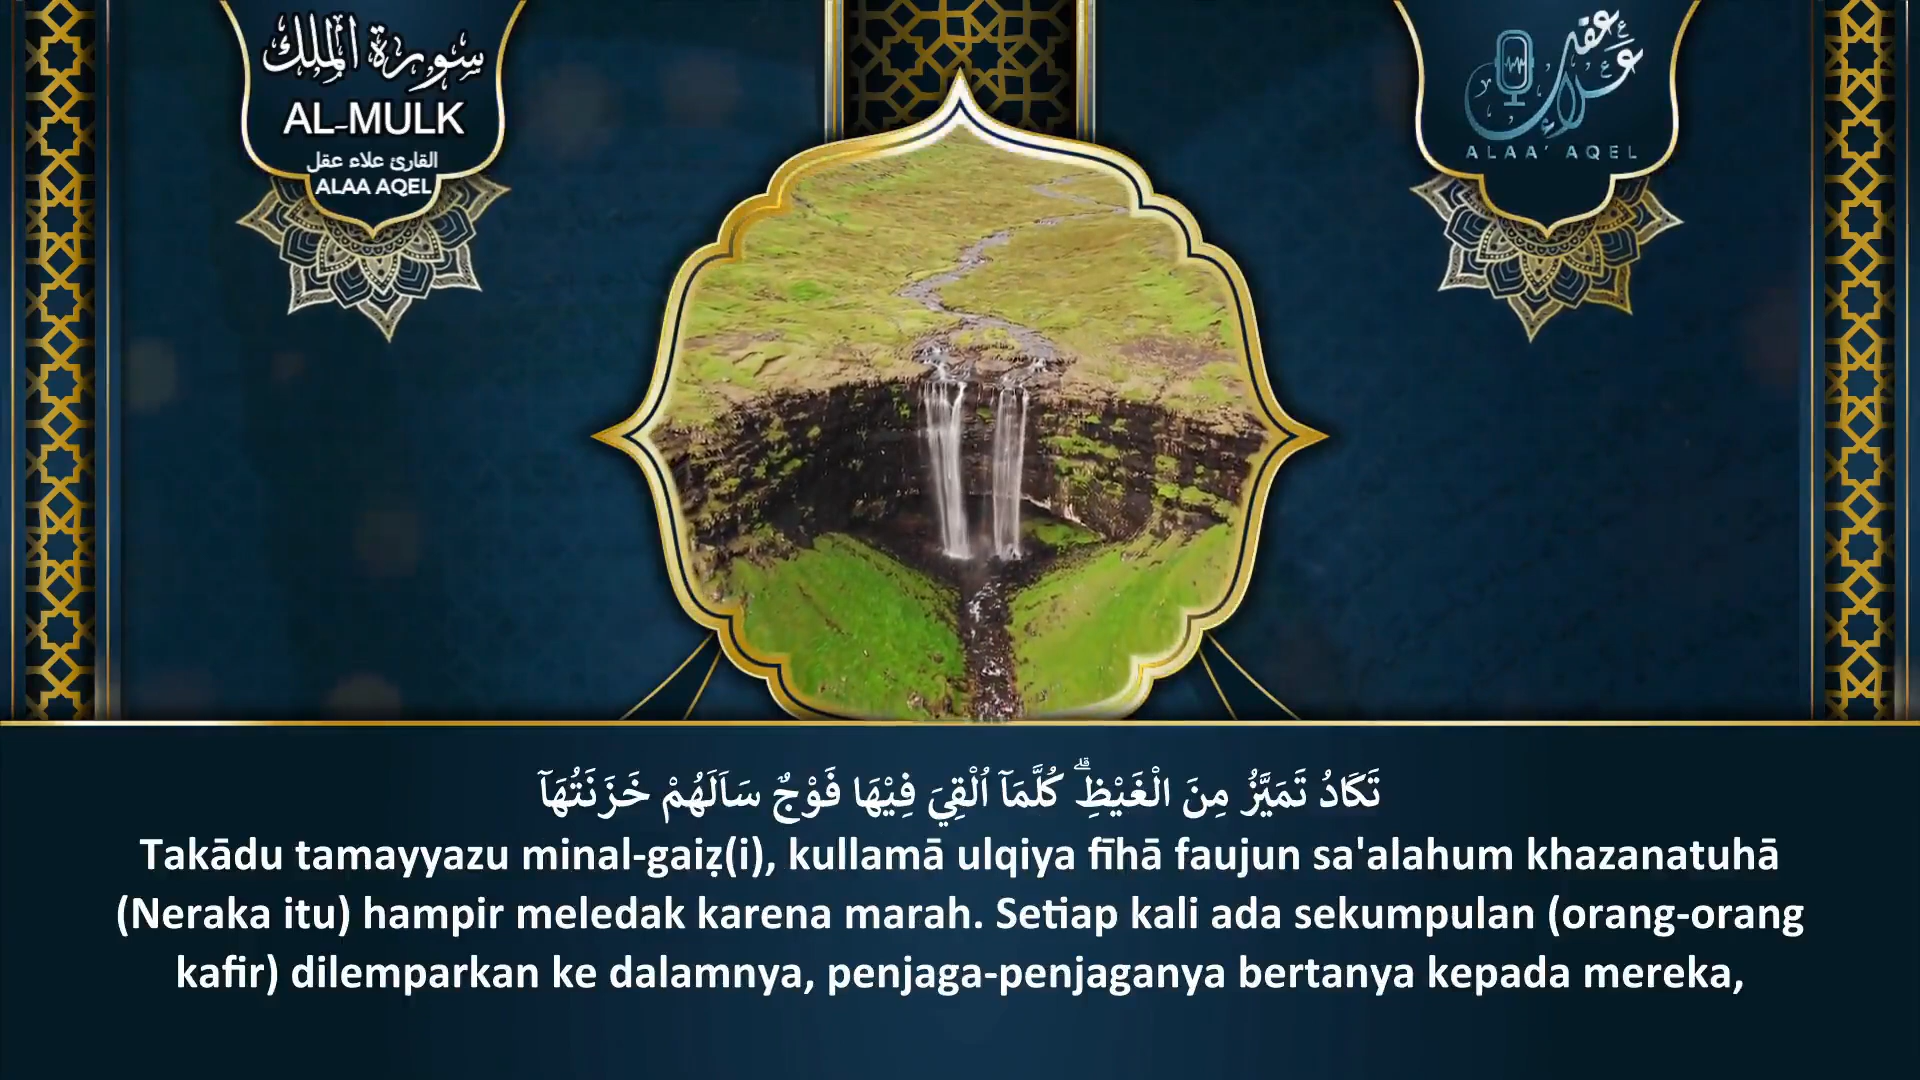 سورة الملك
AL-MULK
القارئ علاء عقل
ALAA AQEL
علاء عقل
ALAA' AQEL
تَكَادُ تَمَيَّزُ مِنَ الْغَيْظِۗ كُلَّمَآ اُلْقِيَ فِيْهَا فَوْجٌ سَاَلَهُمْ خَزَنَتُهَآ
Takādu tamayyazu minal-gaiẓ(i), kullamā ulqiya fīhā faujun sa'alahum khazanatuhā
(Neraka itu) hampir meledak karena marah. Setiap kali ada sekumpulan (orang-orang
kafir) dilemparkan ke dalamnya, penjaga-penjaganya bertanya kepada mereka,